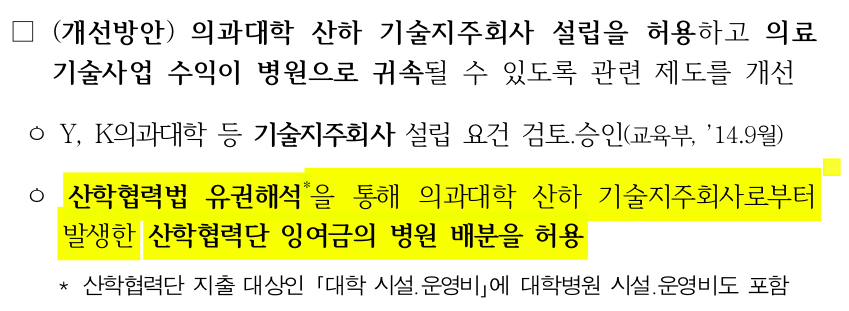 □ (개선방안) 의과대학 산하 기술지주회사 설립을 허용하고 의료
기술사업 수익이 병원으로 귀속될 수 있도록 관련 제도를 개선
ㅇ Y, K의과대학 등 기술지주회사 설립 요건 검토.승인(교육부, ’14.9월)
ㅇ 산학협력법 유권해석*을 통해 의과대학 산하 기술지주회사로부터
발생한 산학협력단 잉여금의 병원 배분을 허용
* 산학협력단 지출 대상인 「대학 시설.운영비」에 대학병원 시설.운영비도 포함